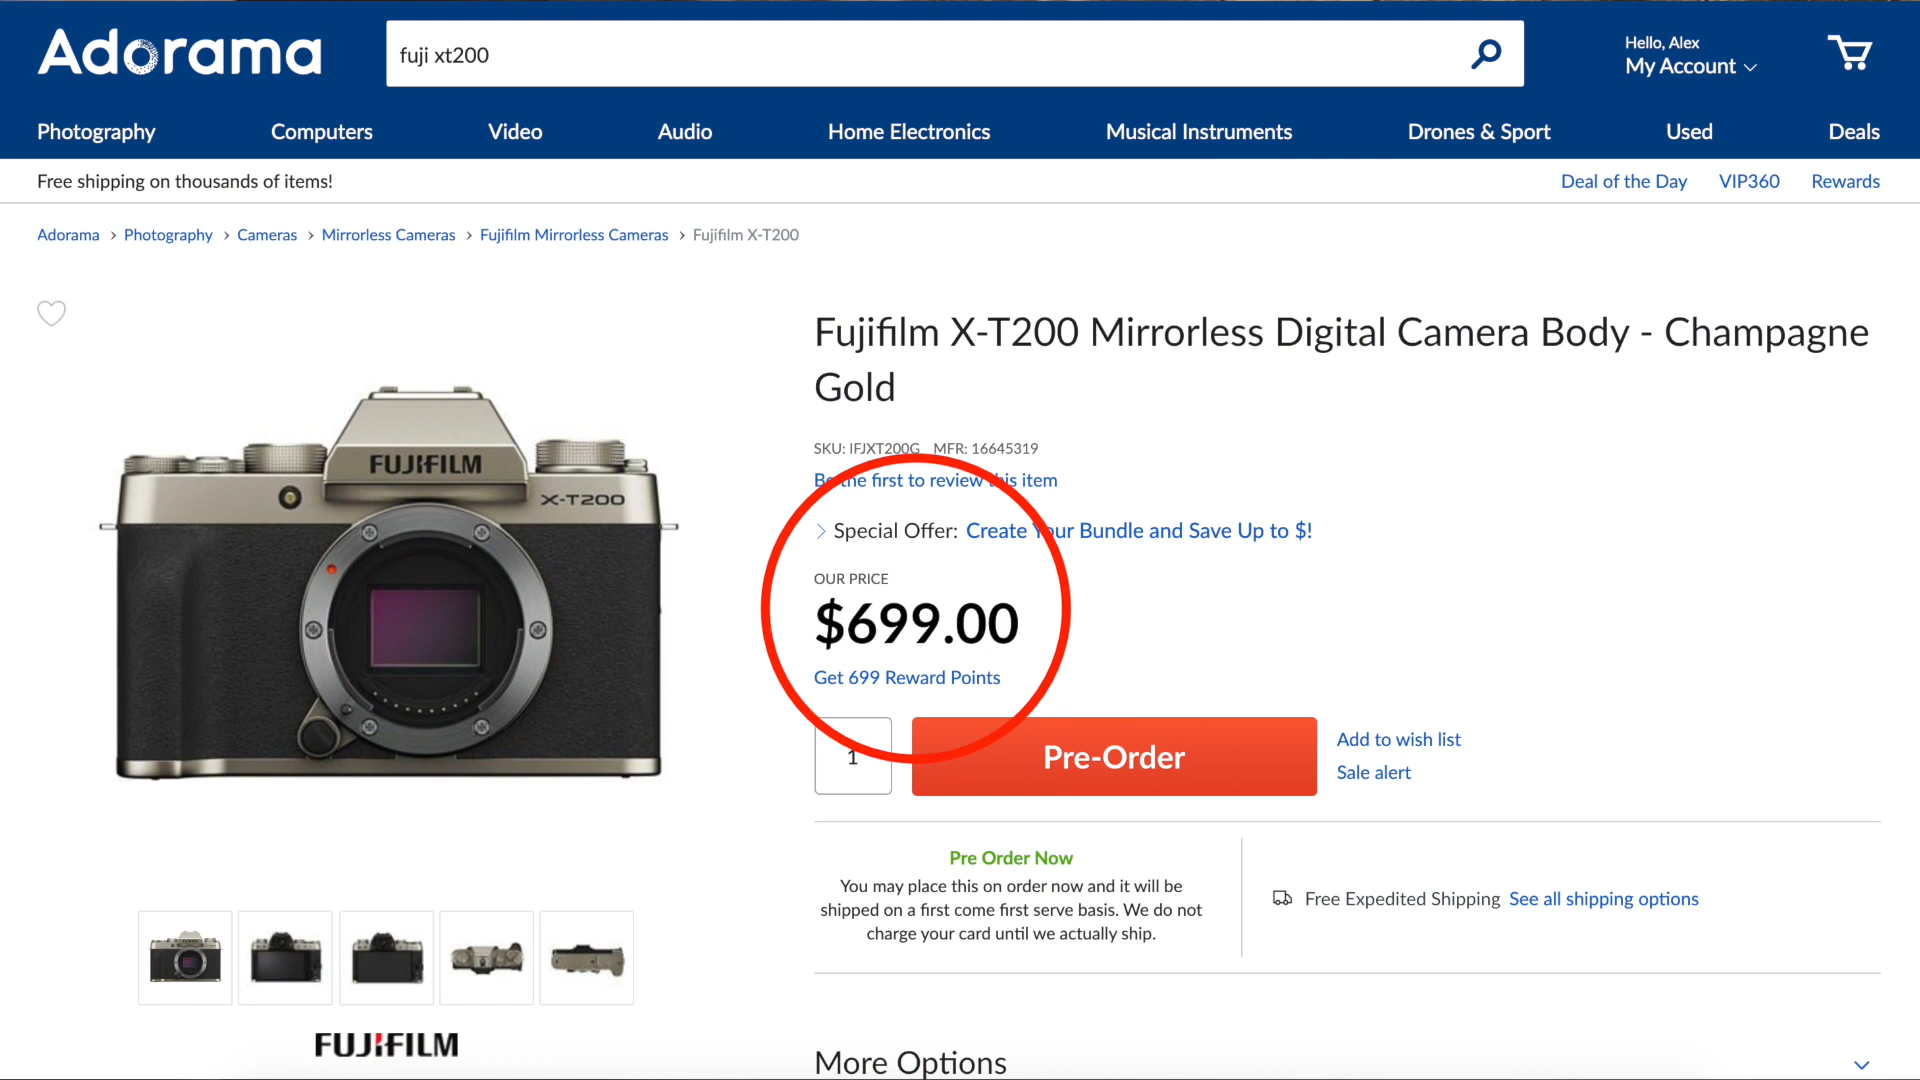 Adorama
fuji xt200
Hello, Alex
My Account
Photography
Computers
Video
Audio
Home Electronics
Musical Instruments
Drones & Sport
Used
Deals
Free shipping on thousands of items!
Deal of the Day
VIP360
Rewards
Adorama > Photography > Cameras > Mirrorless Cameras > Fujifilm Mirrorless Cameras > Fujifilm X-T200
Fujifilm X-T200 Mirrorless Digital Camera Body - Champagne
Gold
SKU: IFJXT200G MFR: 16645319
Be the first to review this item
Special Offer: Create Your Bundle and Save Up to $!
OUR PRICE
$699.00
Get 699 Reward Points
1
Pre-Order
Add to wish list
Sale alert
Pre Order Now
You may place this on order now and it will be
shipped on a first come first serve basis. We do not
charge your card until we actually ship.
Free Expedited Shipping See all shipping options
More Options
FUJIFILM
X-T200
FUJIFILM